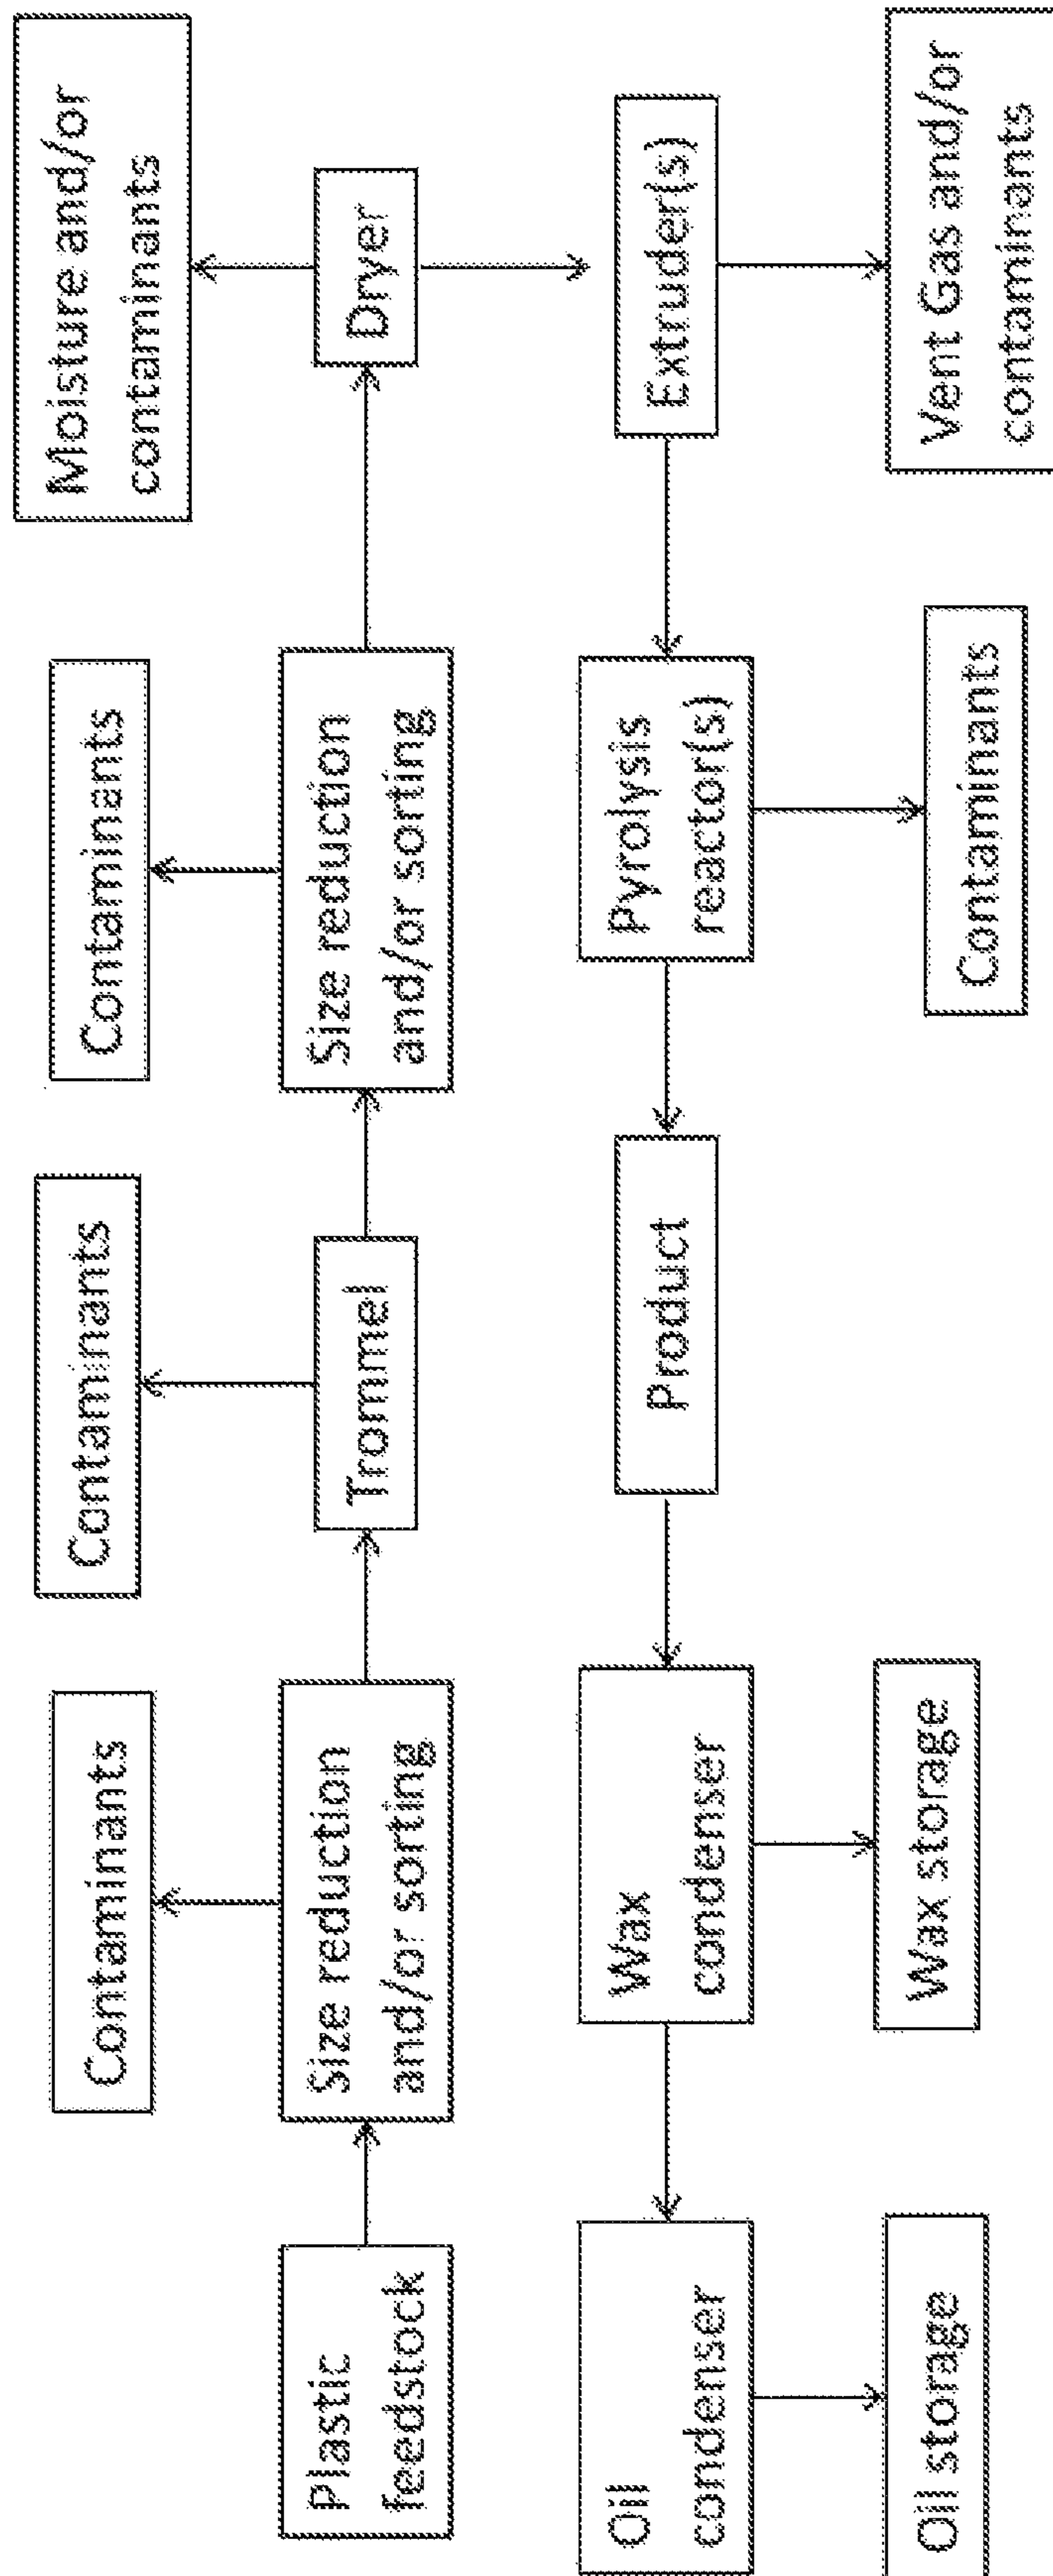 Contaminants
Contaminants
Contaminants
Moisture and/or
contaminants
Plastic
feedstock
Size reduction
and/or sorting
Trommel
Size reduction
and/or sorting
Dryer
Oil
condenser
Wax
condenser
Product
Pyrolysis
reactor(s)
Extruder(s)
Oil storage
Wax storage
Contaminants
Vent Gas and/or
contaminants